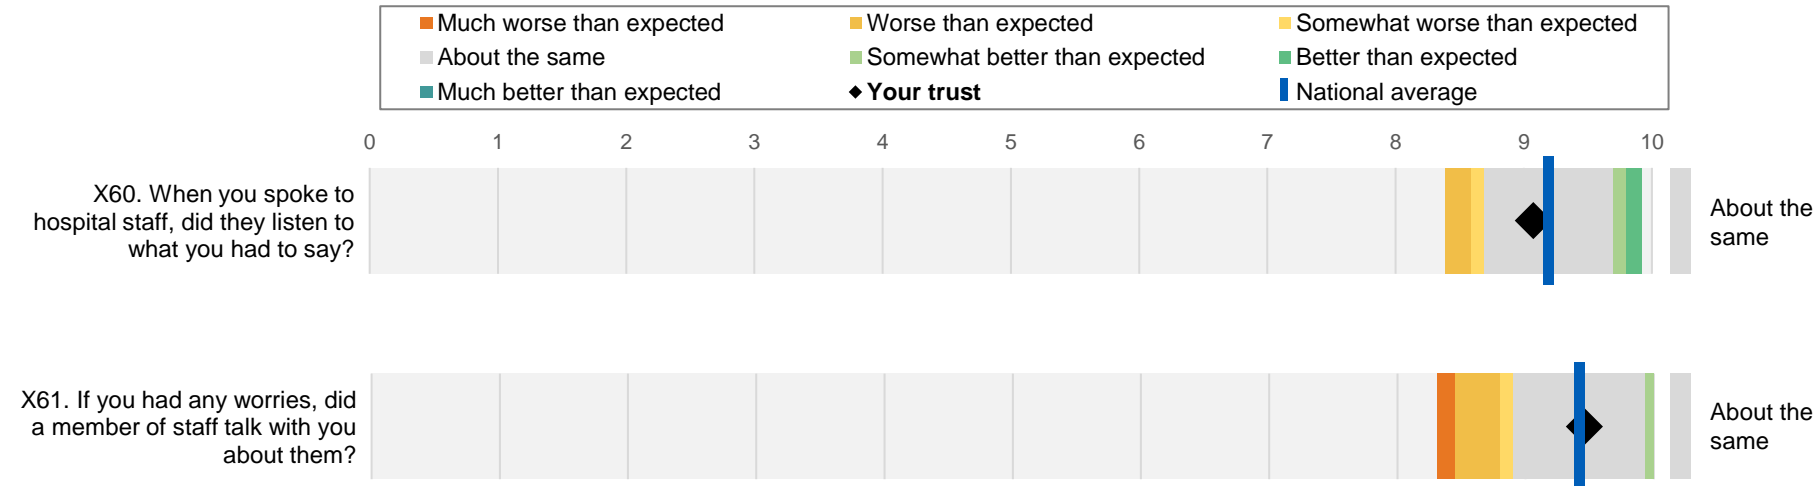 Much worse than expected
Worse than expected
Somewhat worse than expected
About the same
Somewhat better than expected
Better than expected
Much better than expected
Your trust
National average
0 1 2 3 4 5 6 7 8 9 10
X60. When you spoke to
hospital staff, did they listen to
what you had to say?
About the
same
X61. If you had any worries, did
a member of staff talk with you
about them?
About the
same